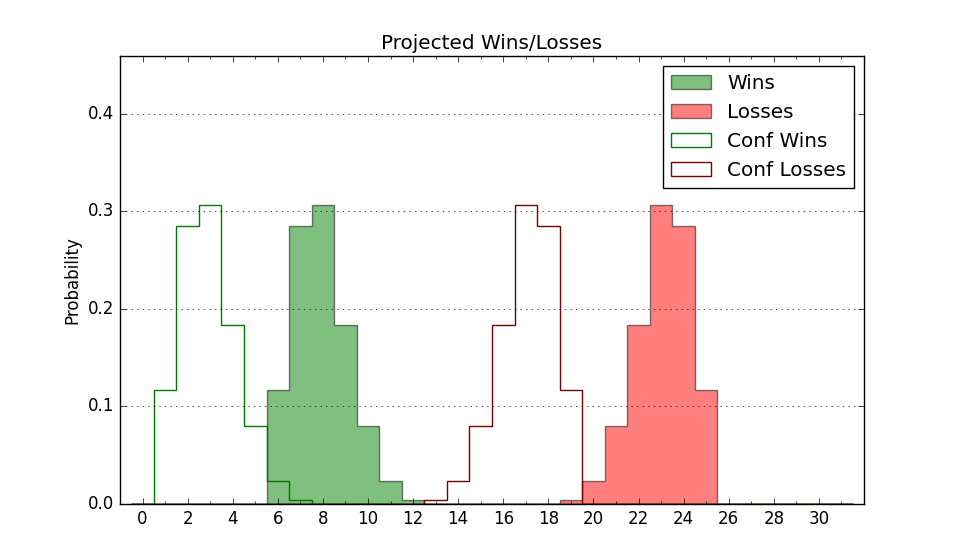 Projected Wins/Losses
Wins
Losses
Conf Wins
Conf Losses
Probability
0.4
0.3
0.2
0.1
0.0
0 2 4 6 8 10 12 14 16 18 20 22 24 26 28 30